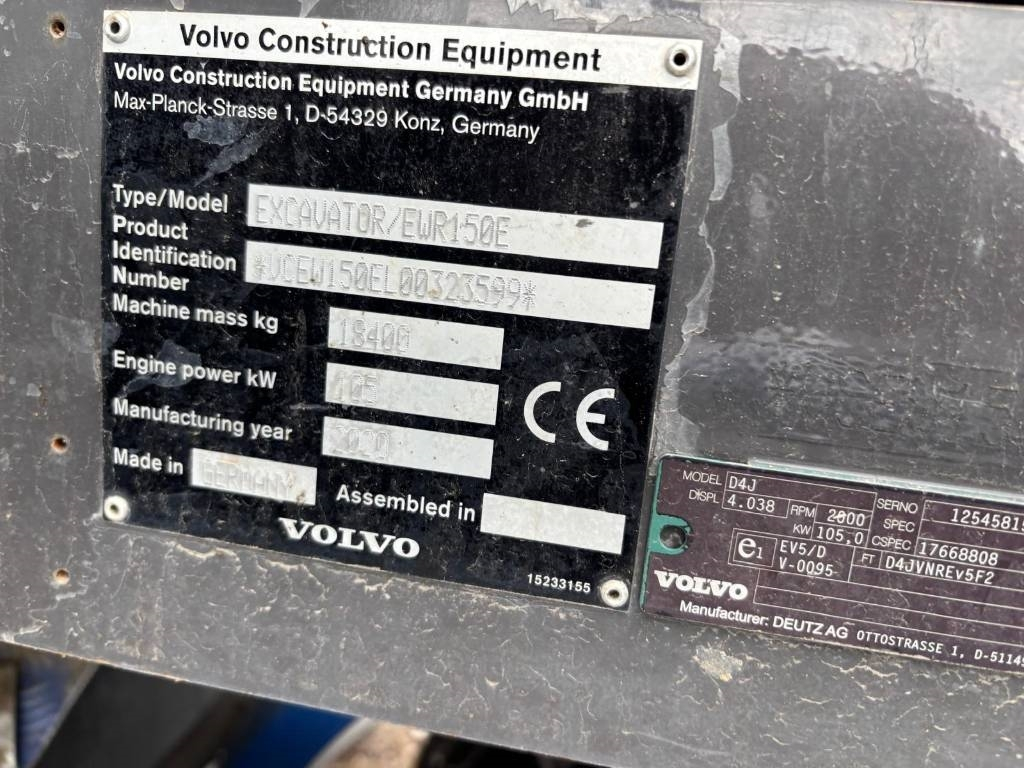 Volvo Construction Equipment
Volvo Construction Equipment Germany GmbH
Max-Planck-Strasse 1, D-54329 Konz, Germany
Type/Model EXCAVATOR/EWR150E
Product
Identification *VCEW150EL00323599*
Number
Machine mass kg 18400
Engine power kW 105
Manufacturing year 2020
Made in GERMANY Assembled in
VOLVO
15233155
MODEL D4J SERNO 1254581
DISPL 4.038 RPM 2800 SPEC
KW 105,0 CSPEC 17668808
e1 EV5/D FT D4JVNREv5F2
V-0095
VOLVO
Manufacturer: DEUTZ AG OTTOSTRASSE 1, D-5114